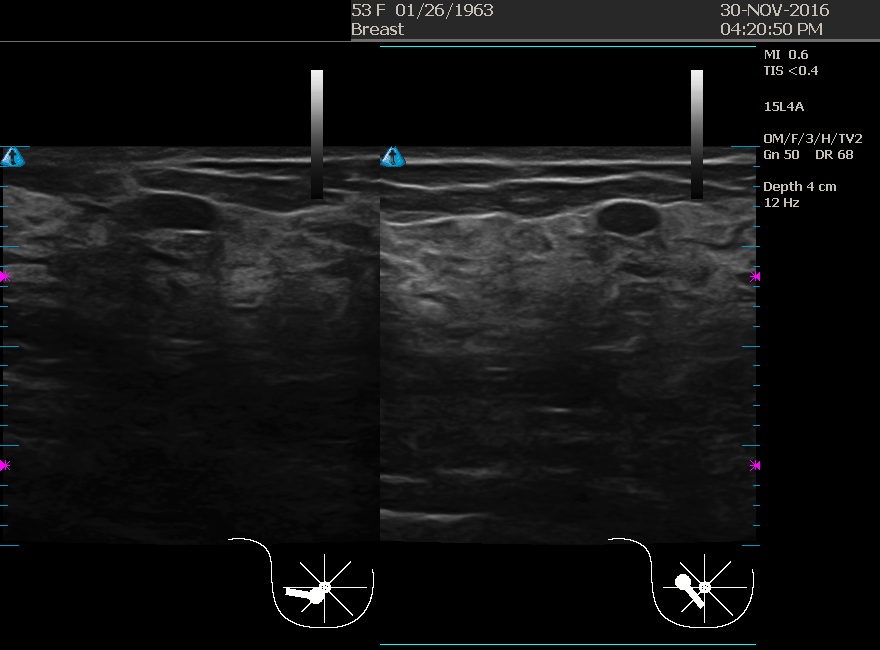 53 F 01/26/1963
Breast
30-NOV-2016
04:20:50 PM
MI 0.6
TIS <0.4
15L4A
OM/F/3/H/TV2
Gn 50 DR 68
Depth 4 cm
12 Hz